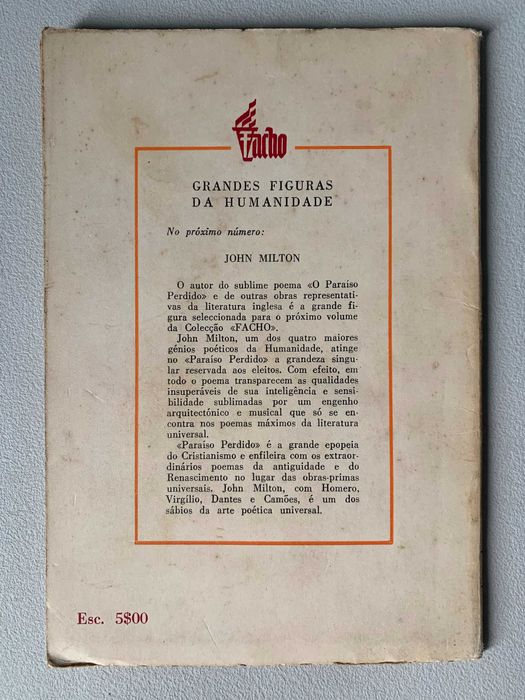 Facho
GRANDES FIGURAS
DA HUMANIDADE
No próximo número:
JOHN MILTON
O autor do sublime poema «O Paraíso
Perdido» e de outras obras representati-
vas da literatura inglesa é a grande fi-
gura seleccionada para o próximo volume
da Colecção «FACHO».
John Milton, um dos quatro maiores
génios poéticos da Humanidade, atinge
no «Paraíso Perdido» a grandeza singu-
lar reservada aos eleitos. Com efeito, em
todo o poema transparecem as qualidades
insuperáveis de sua inteligência e sensi-
bilidade sublimadas por um engenho
arquitectónico e musical que só se en-
contra nos poemas máximos da literatura
universal.
«Paraíso Perdido» é a grande epopeia
do Cristianismo e enfileira com os extraor-
dinários poemas da antiguidade e do
Renascimento no lugar das obras-primas
universais. John Milton, com Homero,
Virgílio, Dantes e Camões, é um dos
sábios da arte poética universal.
Esc. 5$00